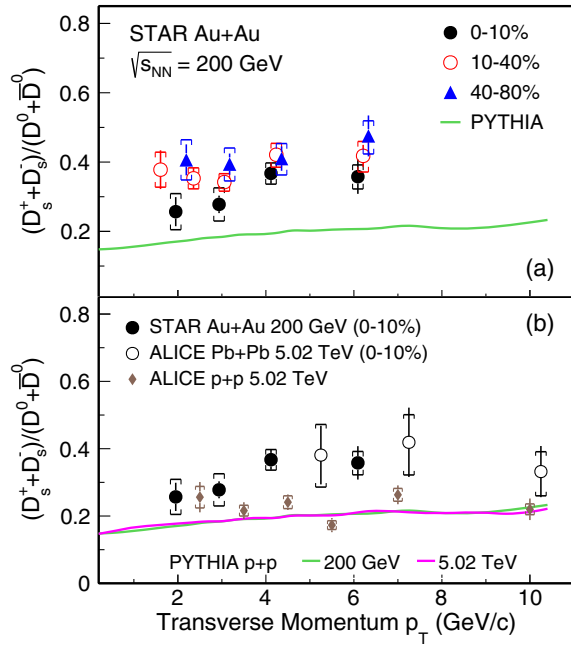 (a)
STAR Au+Au
√s_NN = 200 GeV
0-10%
10-40%
40-80%
PYTHIA
(D_s^+ + D_s^-)/(D^0 + D̅^0)
0.8
0.6
0.4
0.2
(a)
(b)
STAR Au+Au 200 GeV (0-10%)
ALICE Pb+Pb 5.02 TeV (0-10%)
ALICE p+p 5.02 TeV
(D_s^+ + D_s^-)/(D^0 + D̅^0)
0.8
0.6
0.4
0.2
0
PYTHIA p+p
200 GeV
5.02 TeV
2 4 6 8 10
Transverse Momentum p_T (GeV/c)